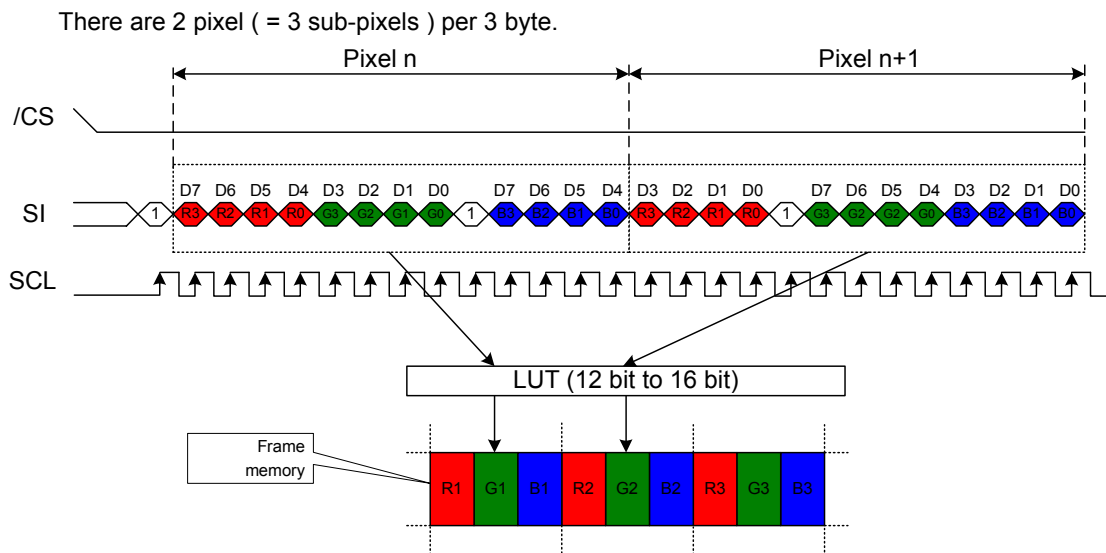 There are 2 pixel ( = 3 sub-pixels ) per 3 byte.
Pixel n Pixel n+1
/CS
D7 D6 D5 D4 D3 D2 D1 D0 D7 D6 D5 D4 D3 D2 D1 D0 D7 D6 D5 D4 D3 D2 D1 D0
SI 1 R3 R2 R1 R0 G3 G2 G1 G0 1 B3 B2 B1 B0 R3 R2 R1 R0 1 G3 G2 G2 G0 B3 B2 B1 B0
SCL
LUT (12 bit to 16 bit)
Frame
memory
R1 G1 B1 R2 G2 B2 R3 G3 B3